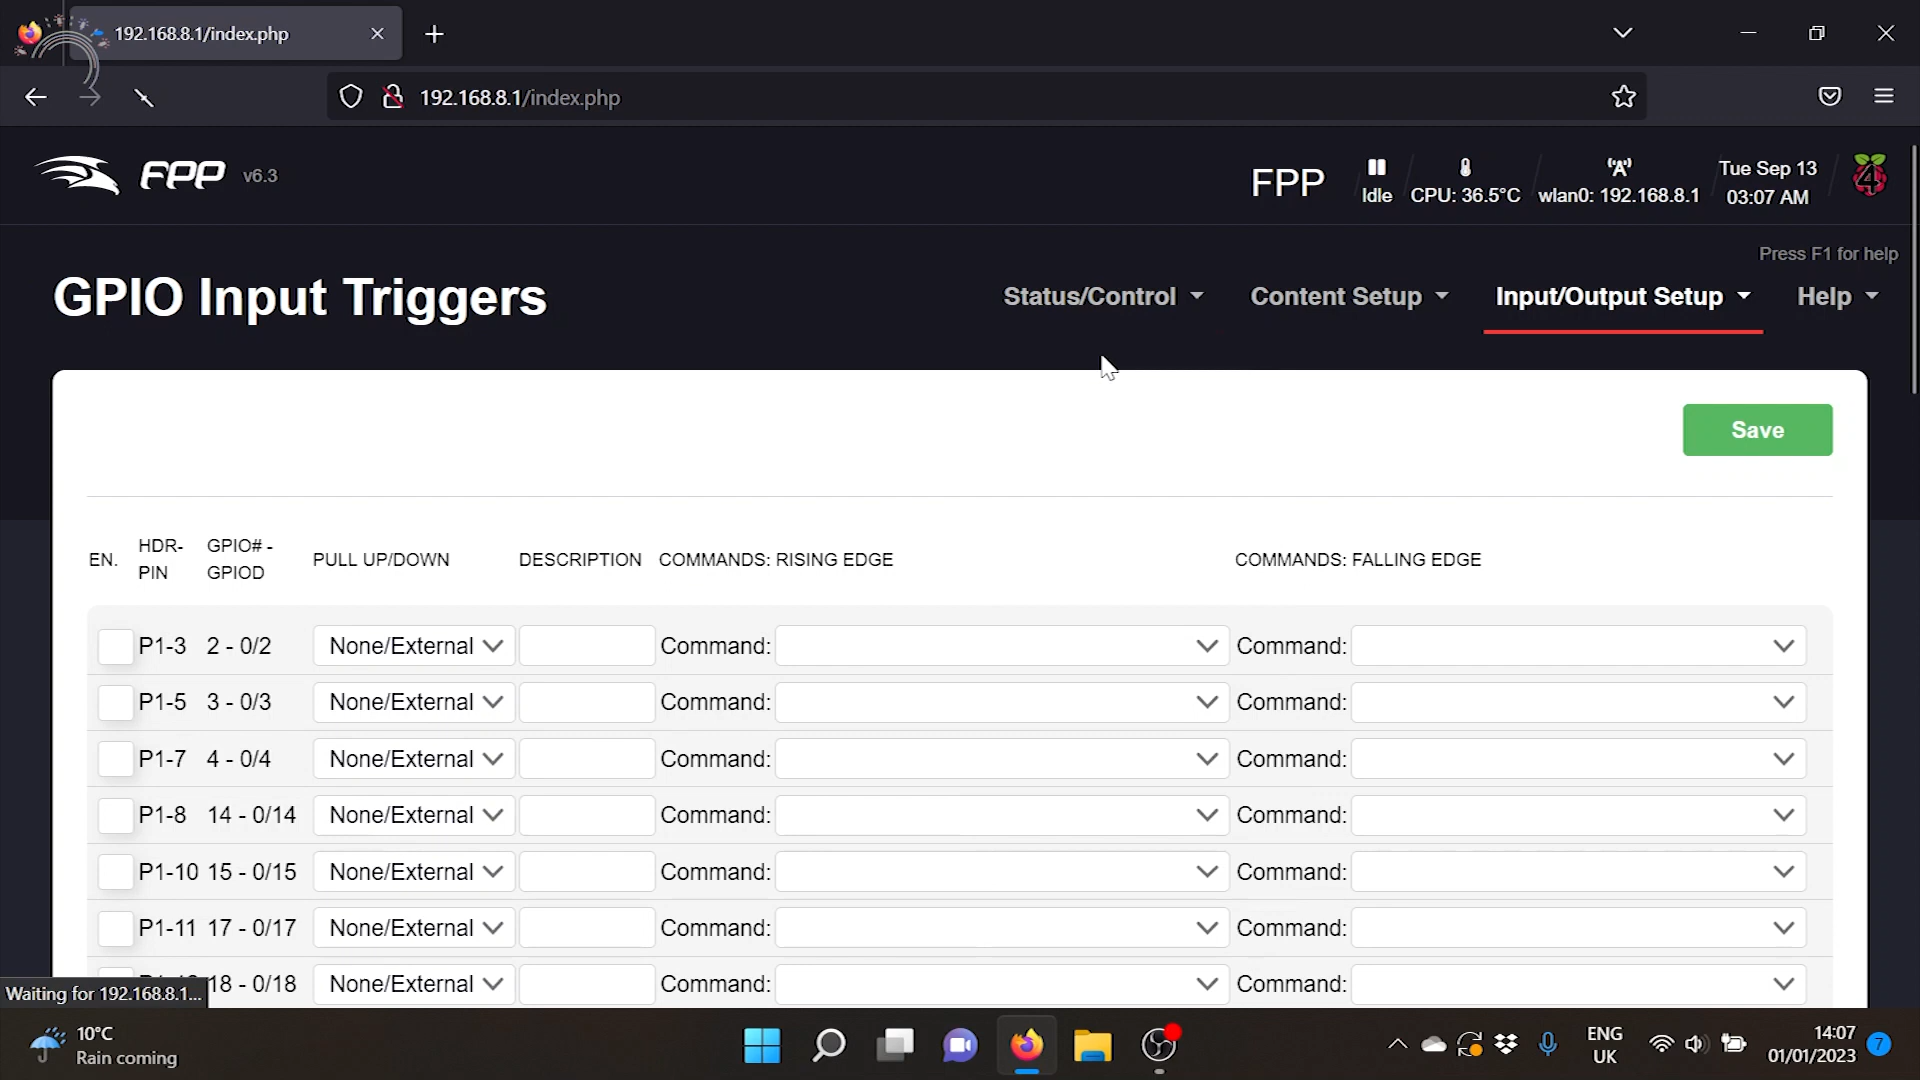 192.168.8.1/index.php
192.168.8.1/index.php
FPP v6.3
FPP
Idle
CPU: 36.5°C
wlan0: 192.168.8.1
Tue Sep 13
03:07 AM
Press F1 for help
GPIO Input Triggers
Status/Control
Content Setup
Input/Output Setup
Help
Save
EN.
HDR-
PIN
GPIO# -
GPIOD
PULL UP/DOWN
DESCRIPTION
COMMANDS: RISING EDGE
COMMANDS: FALLING EDGE
P1-3 2 - 0/2 None/External Command: Command:
P1-5 3 - 0/3 None/External Command: Command:
P1-7 4 - 0/4 None/External Command: Command:
P1-8 14 - 0/14 None/External Command: Command:
P1-10 15 - 0/15 None/External Command: Command:
P1-11 17 - 0/17 None/External Command: Command:
18 - 0/18 None/External Command: Command:
Waiting for 192.168.8.1...
10°C
Rain coming
ENG
UK
14:07
01/01/2023
7